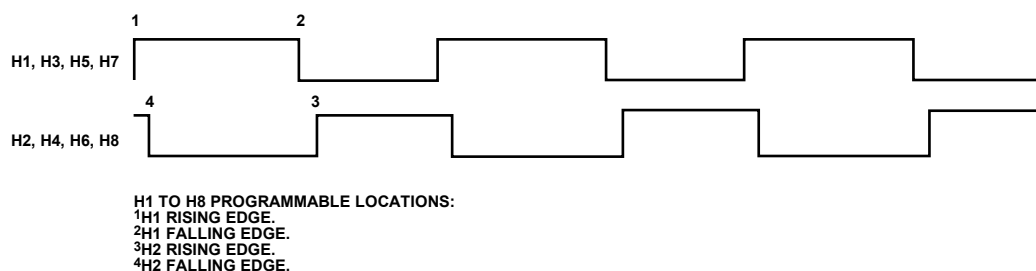 1 2
H1, H3, H5, H7
4 3
H2, H4, H6, H8
H1 TO H8 PROGRAMMABLE LOCATIONS:
¹H1 RISING EDGE.
²H1 FALLING EDGE.
³H2 RISING EDGE.
⁴H2 FALLING EDGE.